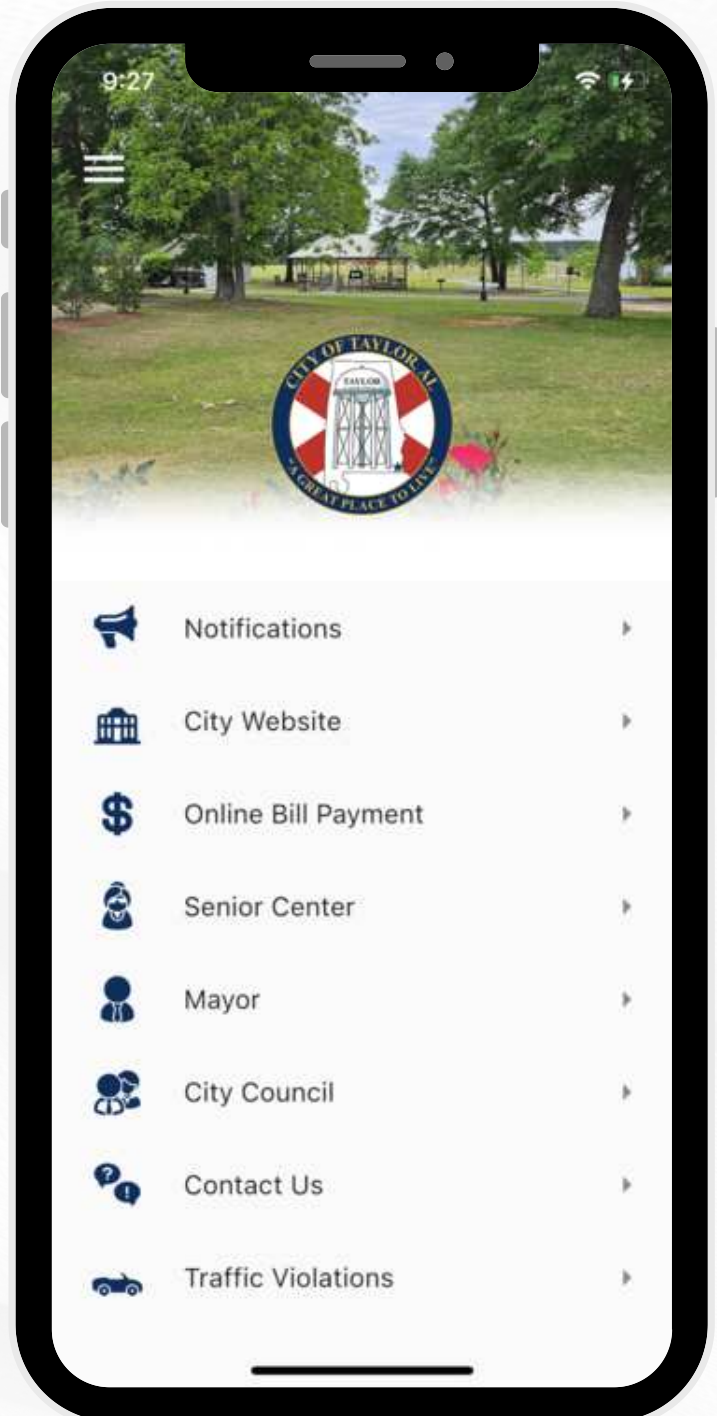 9:27
CITY OF TAYLOR, AL
TAYLOR
"A GREAT PLACE TO LIVE"
Notifications
City Website
$
Online Bill Payment
Senior Center
Mayor
City Council
? !
Contact Us
Traffic Violations